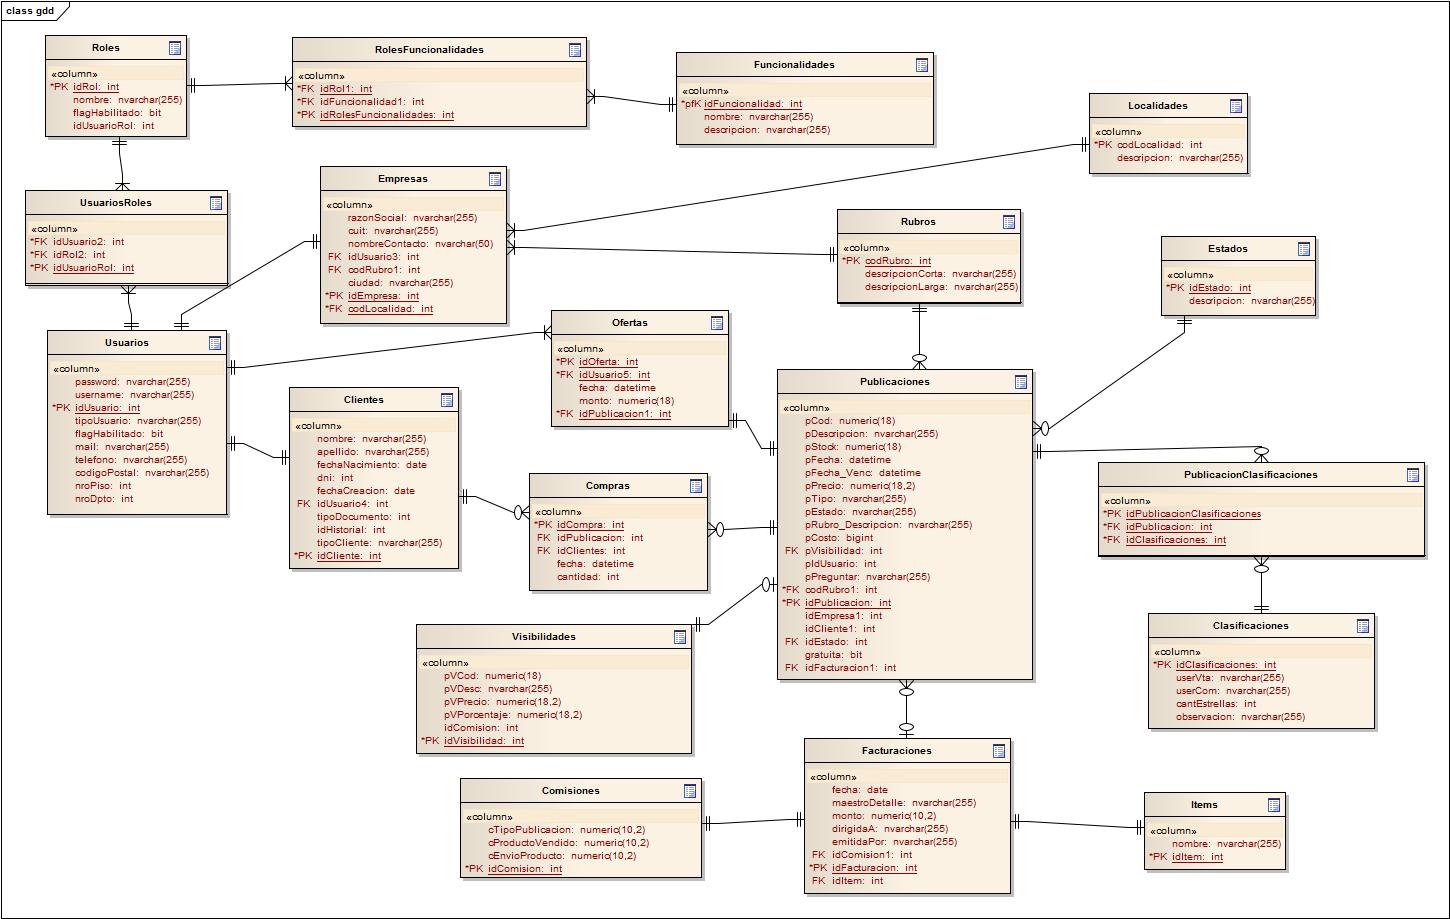 class gdd
Roles
«column»
*PK idRol: int
nombre: nvarchar(255)
flagHabilitado: bit
idUsuarioRol: int
RolesFuncionalidades
«column»
*FK idRol1: int
*FK idFuncionalidad1: int
*PK idRolesFuncionalidades: int
Funcionalidades
«column»
*pfK idFuncionalidad: int
nombre: nvarchar(255)
descripcion: nvarchar(255)
Localidades
«column»
*PK codLocalidad: int
descripcion: nvarchar(255)
UsuariosRoles
«column»
*FK idUsuario2: int
*FK idRol2: int
*PK idUsuarioRol: int
Empresas
«column»
razonSocial: nvarchar(255)
cuit: nvarchar(255)
nombreContacto: nvarchar(50)
FK idUsuario3: int
FK codRubro1: int
ciudad: nvarchar(255)
*PK idEmpresa: int
*FK codLocalidad: int
Rubros
«column»
*PK codRubro: int
descripcionCorta: nvarchar(255)
descripcionLarga: nvarchar(255)
Estados
«column»
*PK idEstado: int
descripcion: nvarchar(255)
Usuarios
«column»
password: nvarchar(255)
username: nvarchar(255)
*PK idUsuario: int
tipoUsuario: nvarchar(255)
flagHabilitado: bit
mail: nvarchar(255)
telefono: nvarchar(255)
codigoPostal: nvarchar(255)
nroPiso: int
nroDpto: int
Clientes
«column»
nombre: nvarchar(255)
apellido: nvarchar(255)
fechaNacimiento: date
dni: int
fechaCreacion: date
FK idUsuario4: int
tipoDocumento: int
idHistorial: int
tipoCliente: nvarchar(255)
*PK idCliente: int
Ofertas
«column»
*PK idOferta: int
*FK idUsuario5: int
fecha: datetime
monto: numeric(18)
*FK idPublicacion1: int
Compras
«column»
*PK idCompra: int
FK idPublicacion: int
FK idClientes: int
fecha: datetime
cantidad: int
Publicaciones
«column»
pCod: numeric(18)
pDescripcion: nvarchar(255)
pStock: numeric(18)
pFecha: datetime
pFecha_Venc: datetime
pPrecio: numeric(18,2)
pTipo: nvarchar(255)
pEstado: nvarchar(255)
pRubro_Descripcion: nvarchar(255)
pCosto: bigint
FK pVisibilidad: int
pIdUsuario: int
pPreguntar: nvarchar(255)
*FK codRubro1: int
*PK idPublicacion: int
idEmpresa1: int
idCliente1: int
FK idEstado: int
gratuita: bit
FK idFacturacion1: int
PublicacionClasificaciones
«column»
*PK idPublicacionClasificaciones
*FK idPublicacion: int
*FK idClasificaciones: int
Clasificaciones
«column»
*PK idClasificaciones: int
userVta: nvarchar(255)
userCom: nvarchar(255)
cantEstrellas: int
observacion: nvarchar(255)
Visibilidades
«column»
pVCod: numeric(18)
pVDesc: nvarchar(255)
pVPrecio: numeric(18,2)
pVPorcentaje: numeric(18,2)
idComision: int
*PK idVisibilidad: int
Comisiones
«column»
cTipoPublicacion: numeric(10,2)
cProductoVendido: numeric(10,2)
cEnvioProducto: numeric(10,2)
*PK idComision: int
Facturaciones
«column»
fecha: date
maestroDetalle: nvarchar(255)
monto: numeric(10,2)
dirigidaA: nvarchar(255)
emitidaPor: nvarchar(255)
FK idComision1: int
*PK idFacturacion: int
FK idItem: int
Items
«column»
nombre: nvarchar(255)
*PK idItem: int